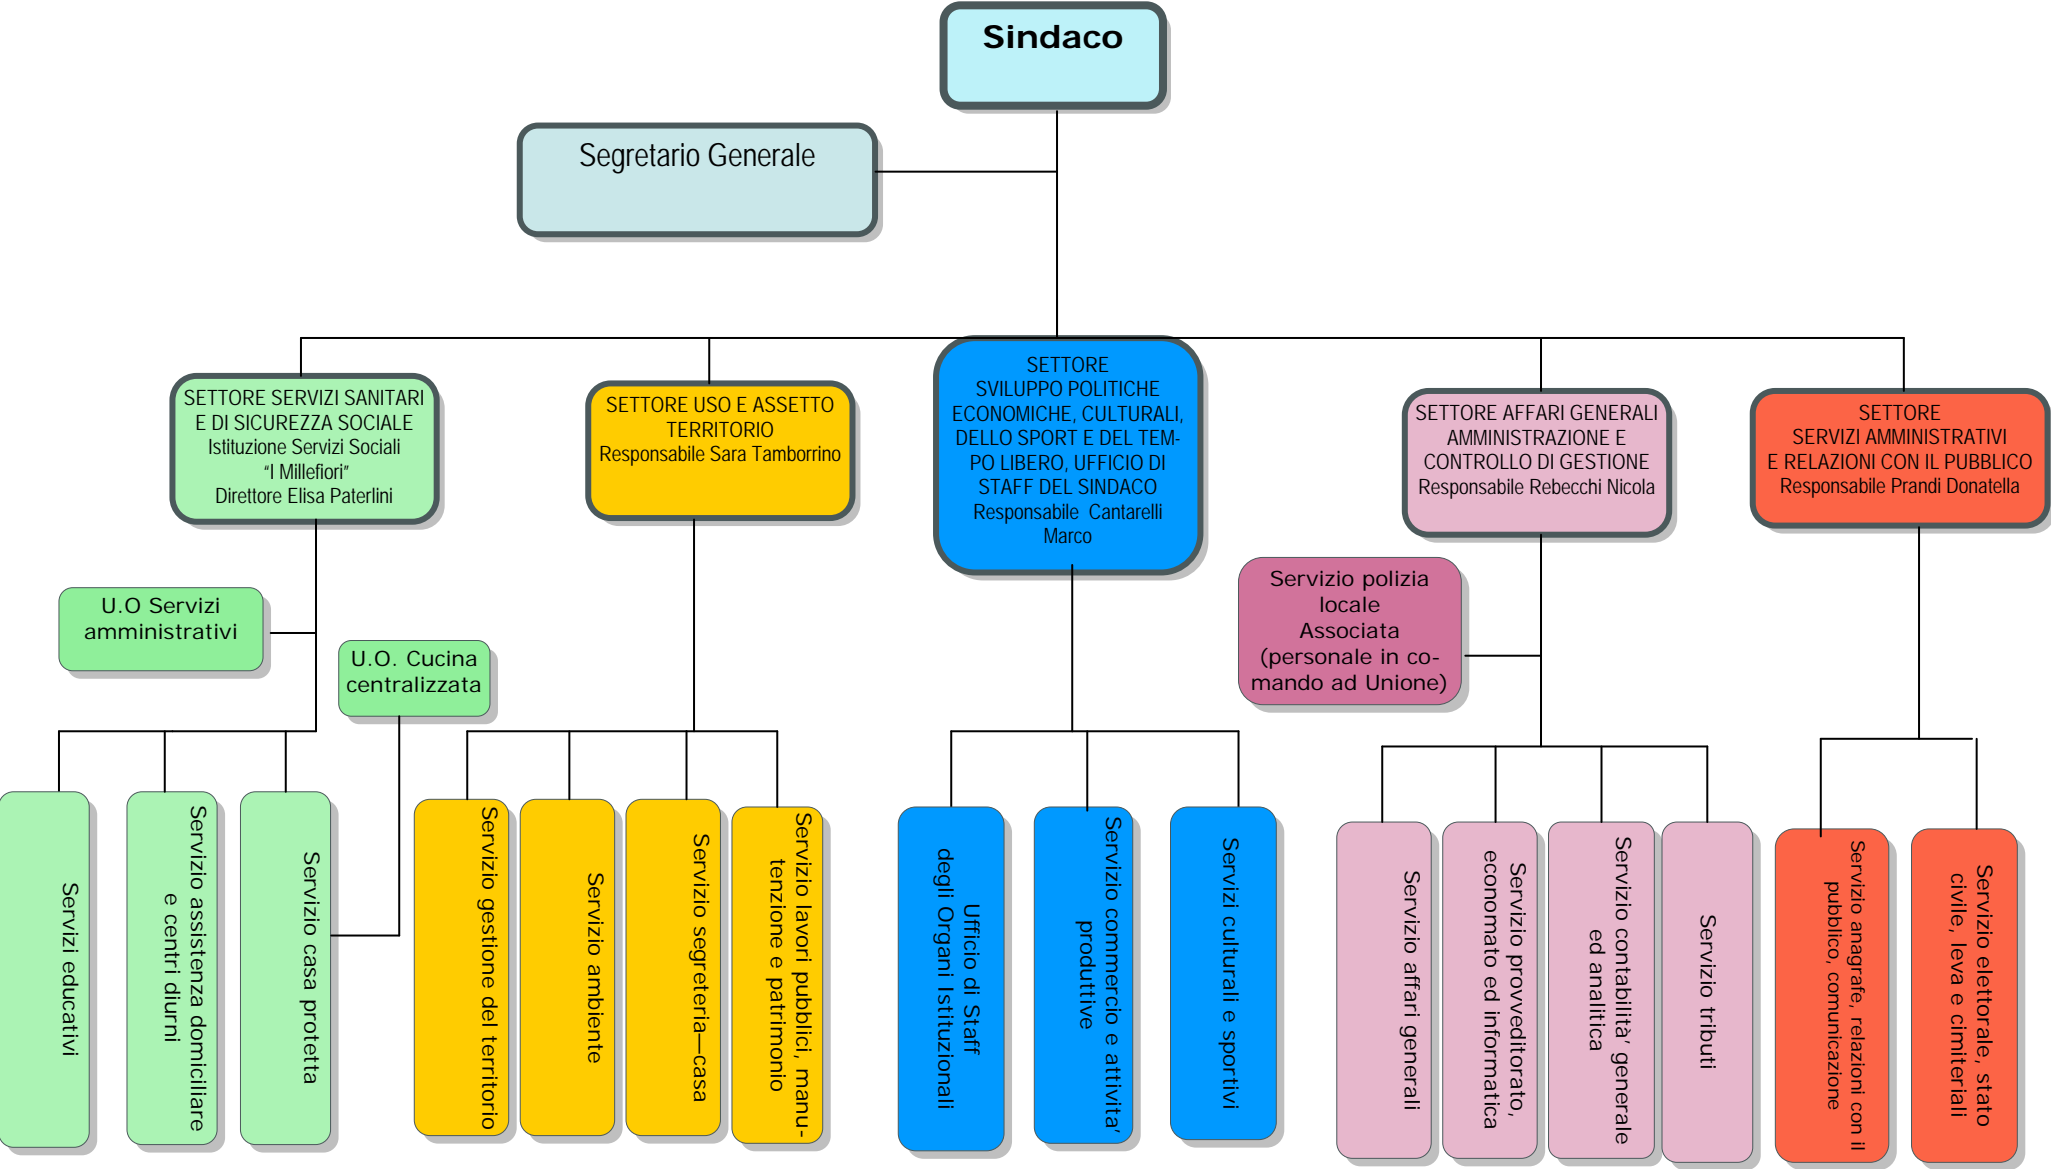 Sindaco
Segretario Generale
SETTORE SERVIZI SANITARI
E DI SICUREZZA SOCIALE
Istituzione Servizi Sociali
“I Millefiori”
Direttore Elisa Paterlini
SETTORE USO E ASSETTO
TERRITORIO
Responsabile Sara Tamborrino
SETTORE
SVILUPPO POLITICHE
ECONOMICHE, CULTURALI,
DELLO SPORT E DEL TEM-
PO LIBERO, UFFICIO DI
STAFF DEL SINDACO
Responsabile Cantarelli
Marco
SETTORE AFFARI GENERALI
AMMINISTRAZIONE E
CONTROLLO DI GESTIONE
Responsabile Rebecchi Nicola
SETTORE
SERVIZI AMMINISTRATIVI
E RELAZIONI CON IL PUBBLICO
Responsabile Prandi Donatella
U.O Servizi
amministrativi
U.O. Cucina
centralizzata
Servizio polizia
locale
Associata
(personale in co-
mando ad Unione)
Servizi educativi
Servizio assistenza domiciliare
e centri diurni
Servizio casa protetta
Servizio gestione del territorio
Servizio ambiente
Servizio segreteria—casa
Servizio lavori pubblici, manu-
tenzione e patrimonio
Ufficio di Staff
degli Organi Istituzionali
Servizio commercio e attivita’
produttive
Servizi culturali e sportivi
Servizio affari generali
Servizio provveditorato,
economato ed informatica
Servizio contabilità’ generale
ed analitica
Servizio tributi
Servizio anagrafe, relazioni con il
pubblico, comunicazione
Servizio elettorale, stato
civile, leva e cimiteriali